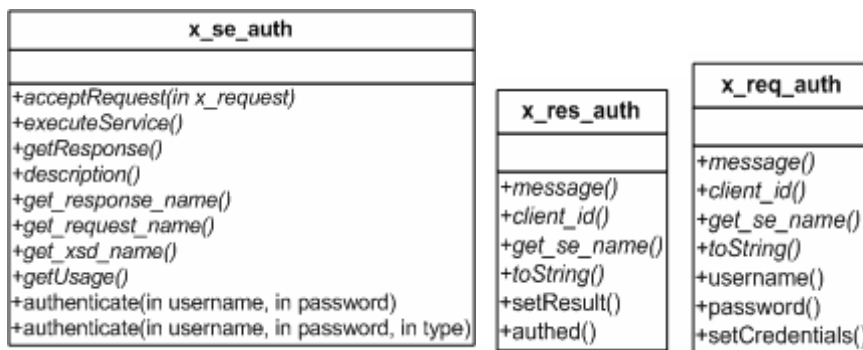 x_se_auth
+acceptRequest(in x_request)
+executeService()
+getResponse()
+description()
+get_response_name()
+get_request_name()
+get_xsd_name()
+getUsage()
+authenticate(in username, in password)
+authenticate(in username, in password, in type)
x_res_auth
+message()
+client_id()
+get_se_name()
+toString()
+setResult()
+authed()
x_req_auth
+message()
+client_id()
+get_se_name()
+toString()
+username()
+password()
+setCredentials()